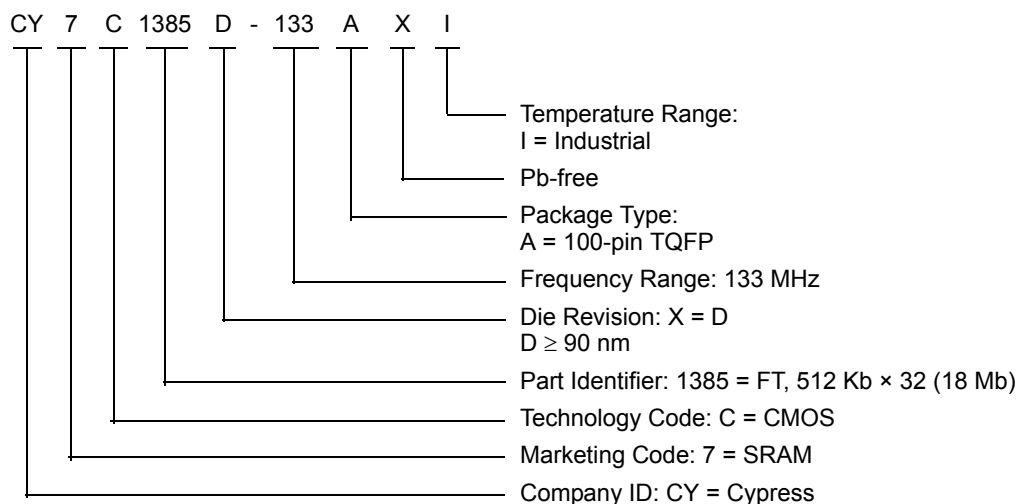 CY 7 C 1385 D - 133 A X I
Temperature Range:
I = Industrial
Pb-free
Package Type:
A = 100-pin TQFP
Frequency Range: 133 MHz
Die Revision: X = D
D ≥ 90 nm
Part Identifier: 1385 = FT, 512 Kb × 32 (18 Mb)
Technology Code: C = CMOS
Marketing Code: 7 = SRAM
Company ID: CY = Cypress